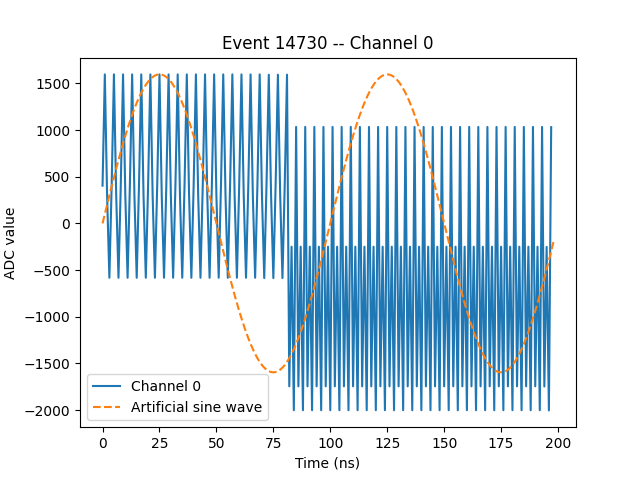 Event 14730 -- Channel 0
ADC value
1500
1000
500
0
−500
−1000
−1500
−2000
Channel 0
Artificial sine wave
0 25 50 75 100 125 150 175 200
Time (ns)